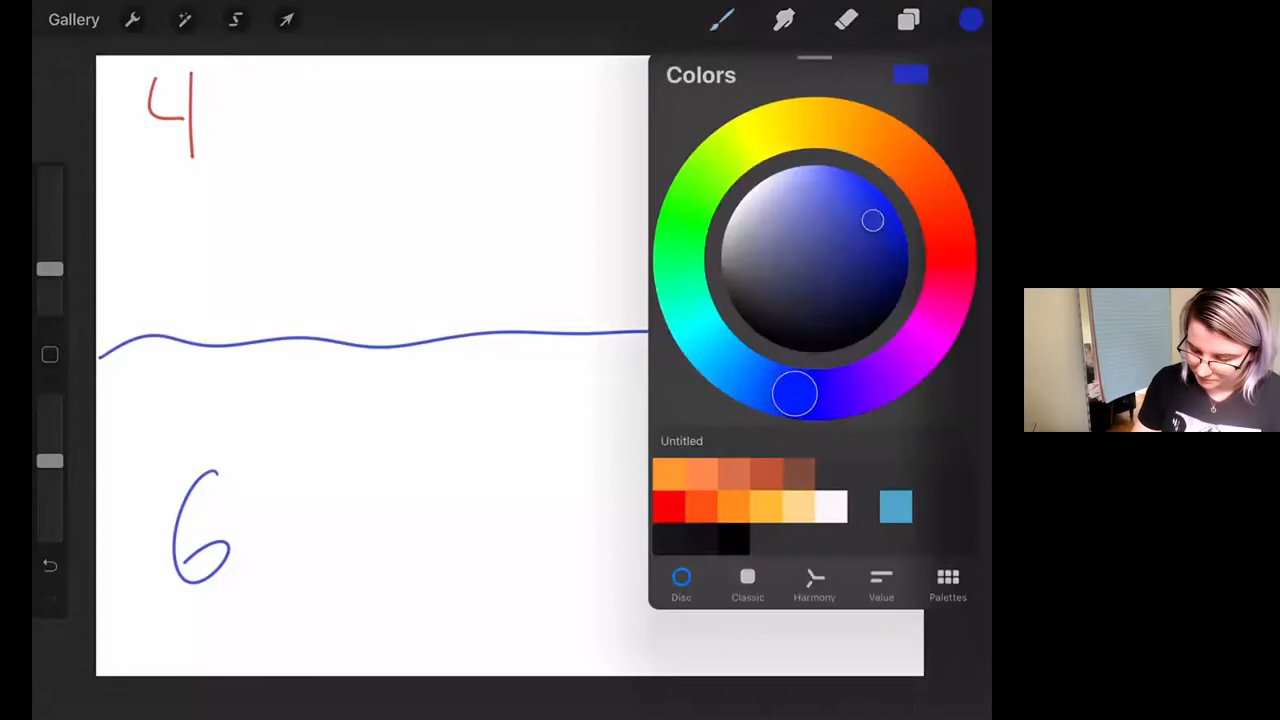 Gallery
4
Colors
6
Untitled
Disc
Classic
Harmony
Value
Palettes